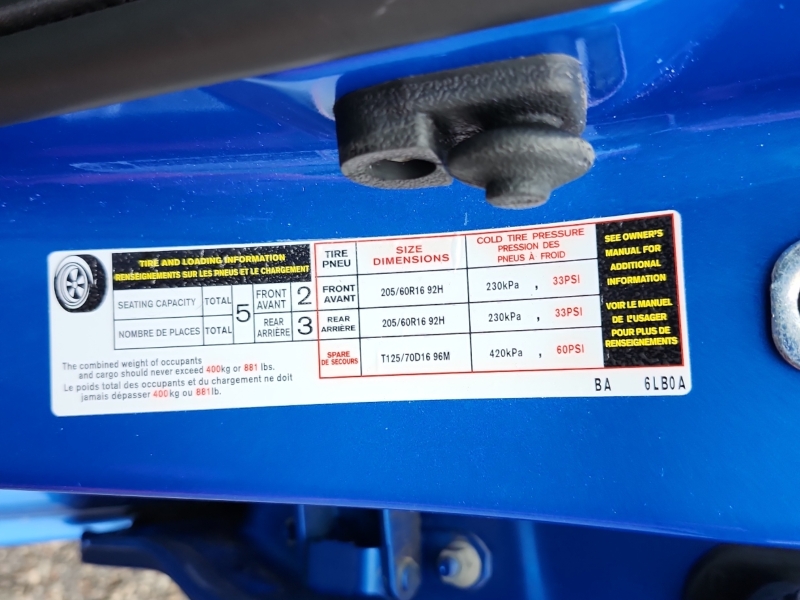 TIRE AND LOADING INFORMATION
RENSEIGNEMENTS SUR LES PNEUS ET LE CHARGEMENT
SEATING CAPACITY TOTAL 5 FRONT AVANT 2
NOMBRE DE PLACES TOTAL REAR ARRIÈRE 3
The combined weight of occupants
and cargo should never exceed 400kg or 881 lbs.
Le poids total des occupants et du chargement ne doit
jamais dépasser 400kg ou 881lb.
TIRE PNEU SIZE DIMENSIONS COLD TIRE PRESSURE PRESSION DES PNEUS À FROID
FRONT AVANT 205/60R16 92H 230kPa , 33PSI
REAR ARRIÈRE 205/60R16 92H 230kPa , 33PSI
SPARE DE SECOURS T125/70D16 96M 420kPa , 60PSI
SEE OWNER'S
MANUAL FOR
ADDITIONAL
INFORMATION
VOIR LE MANUEL
DE L'USAGER
POUR PLUS DE
RENSEIGNEMENTS
BA 6LB0A